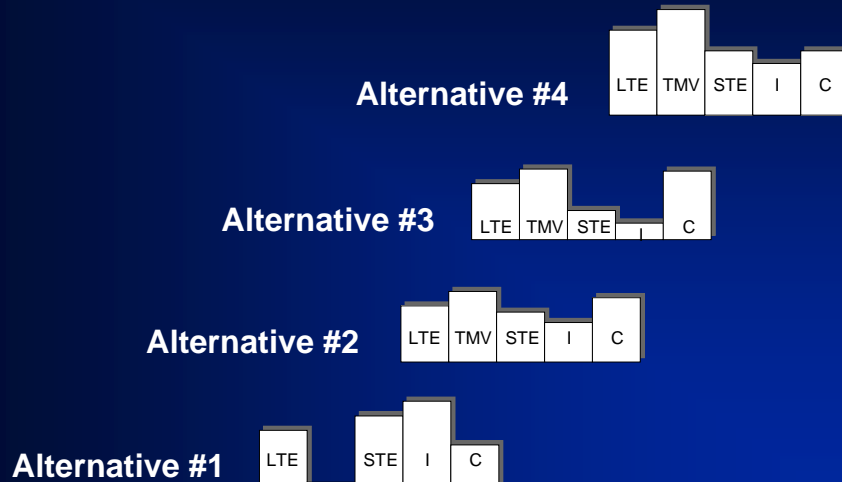 Alternative #4 LTE TMV STE I C
Alternative #3 LTE TMV STE I C
Alternative #2 LTE TMV STE I C
Alternative #1 LTE STE I C